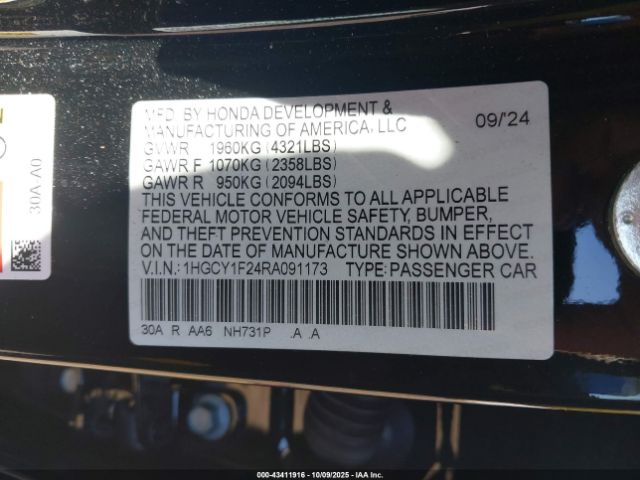 MFD. BY HONDA DEVELOPMENT &
MANUFACTURING OF AMERICA, LLC 09/'24
GVWR 1960KG (4321LBS)
GAWR F 1070KG (2358LBS)
GAWR R 950KG (2094LBS)
THIS VEHICLE CONFORMS TO ALL APPLICABLE
FEDERAL MOTOR VEHICLE SAFETY, BUMPER,
AND THEFT PREVENTION STANDARDS IN EFFECT
ON THE DATE OF MANUFACTURE SHOWN ABOVE.
V.I.N.: 1HGCY1F24RA091173 TYPE: PASSENGER CAR
30A R AA6 NH731P .A .A
30A A0
000-43411916 | 10/09/2025 | IAA Inc.